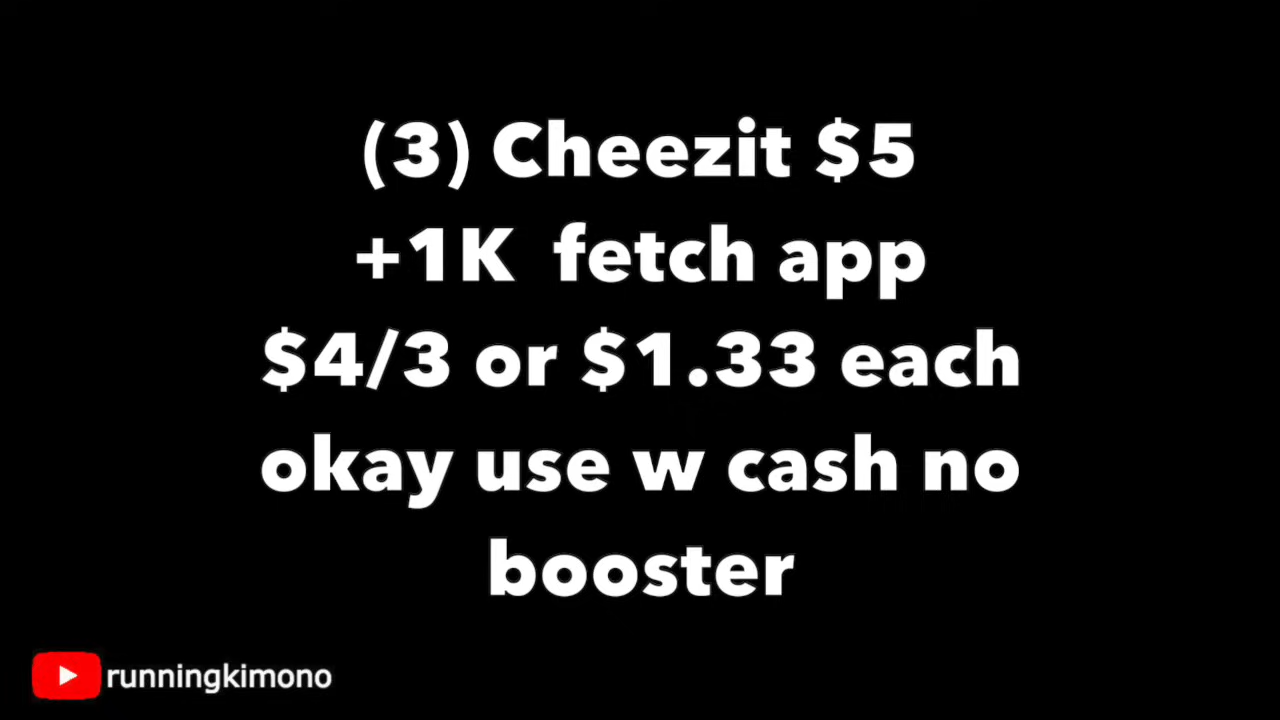 (3) Cheezit $5
+1K fetch app
$4/3 or $1.33 each
okay use w cash no
booster
runningkimono